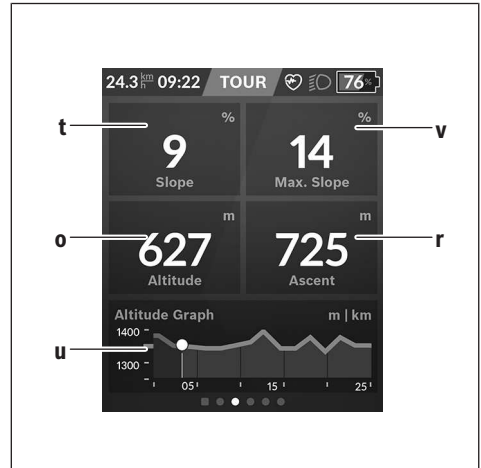 24.3 km/h 09:22 TOUR 76%
t % % v
9 14
Slope Max. Slope
m m
o 627 725 r
Altitude Ascent
Altitude Graph m | km
1400
u
1300
05 15 25